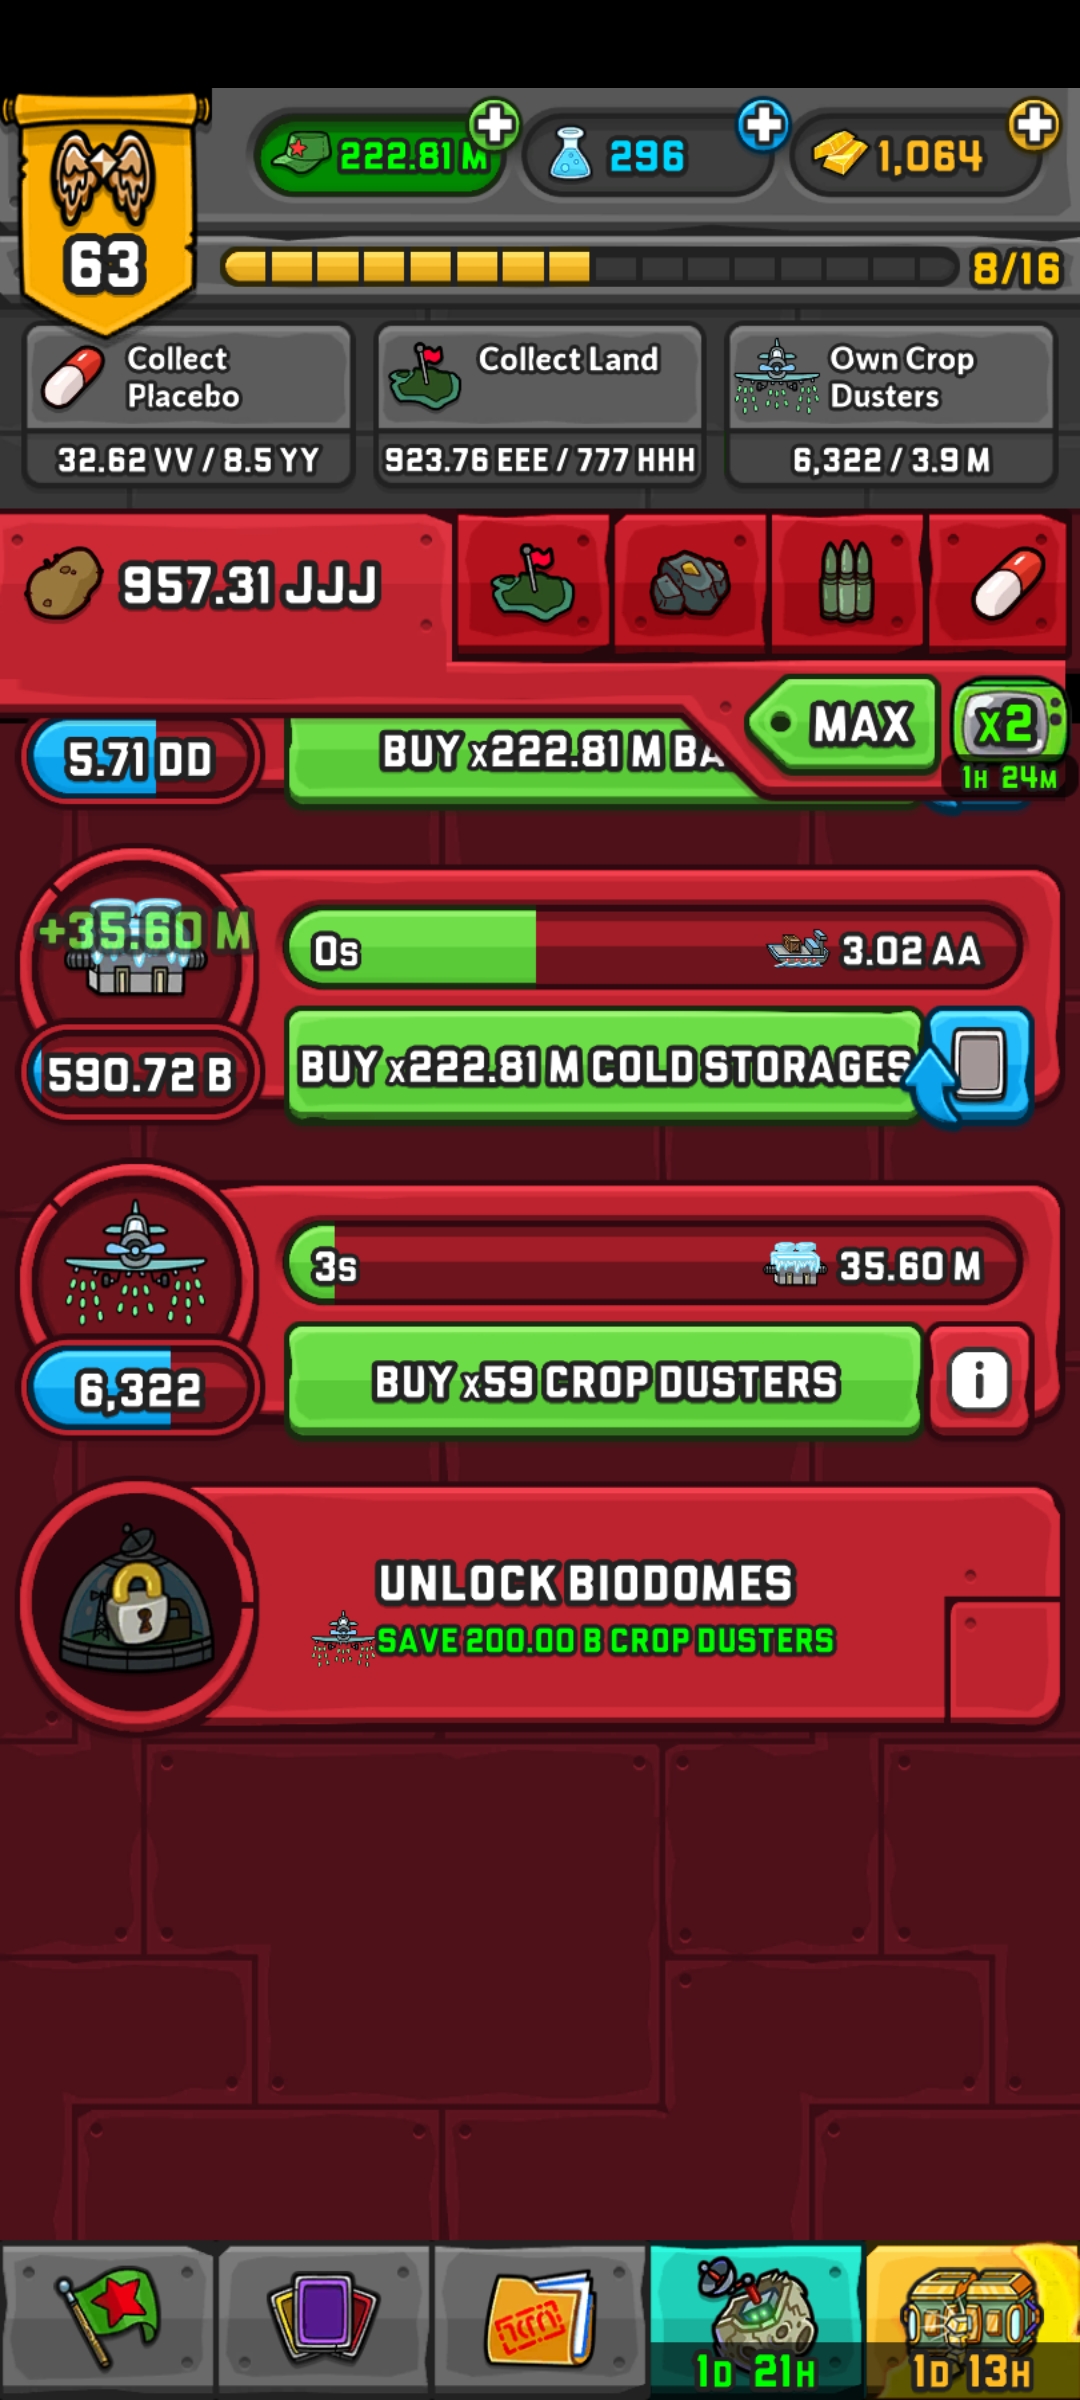 222.81 M
296
1,064
63
8/16
Collect Placebo
32.62 VV / 8.5 YY
Collect Land
923.76 EEE / 777 HHH
Own Crop Dusters
6,322 / 3.9 M
957.31 JJJ
MAX
x2
1H 24M
5.71 DD
BUY x222.81 M BA
+35.60 M
0s
3.02 AA
590.72 B
BUY x222.81 M COLD STORAGES
3s
35.60 M
6,322
BUY x59 CROP DUSTERS
i
UNLOCK BIODOMES
SAVE 200.00 B CROP DUSTERS
1D 21H
1D 13H